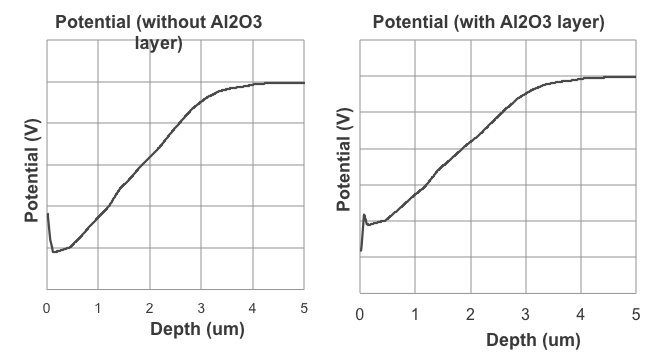 Potential (without Al2O3
layer)
Potential (V)
0 1 2 3 4 5
Depth (um)
Potential (with Al2O3 layer)
Potential (V)
0 1 2 3 4 5
Depth (um)